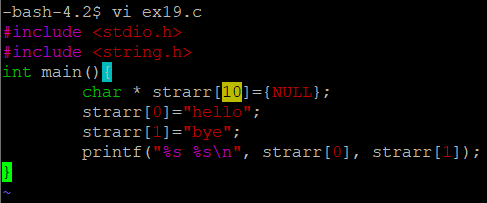 -bash-4.2$ vi ex19.c
#include <stdio.h>
#include <string.h>
int main(){
        char * strarr[10]={NULL};
        strarr[0]="hello";
        strarr[1]="bye";
        printf("%s %s\n", strarr[0], strarr[1]);
}
~